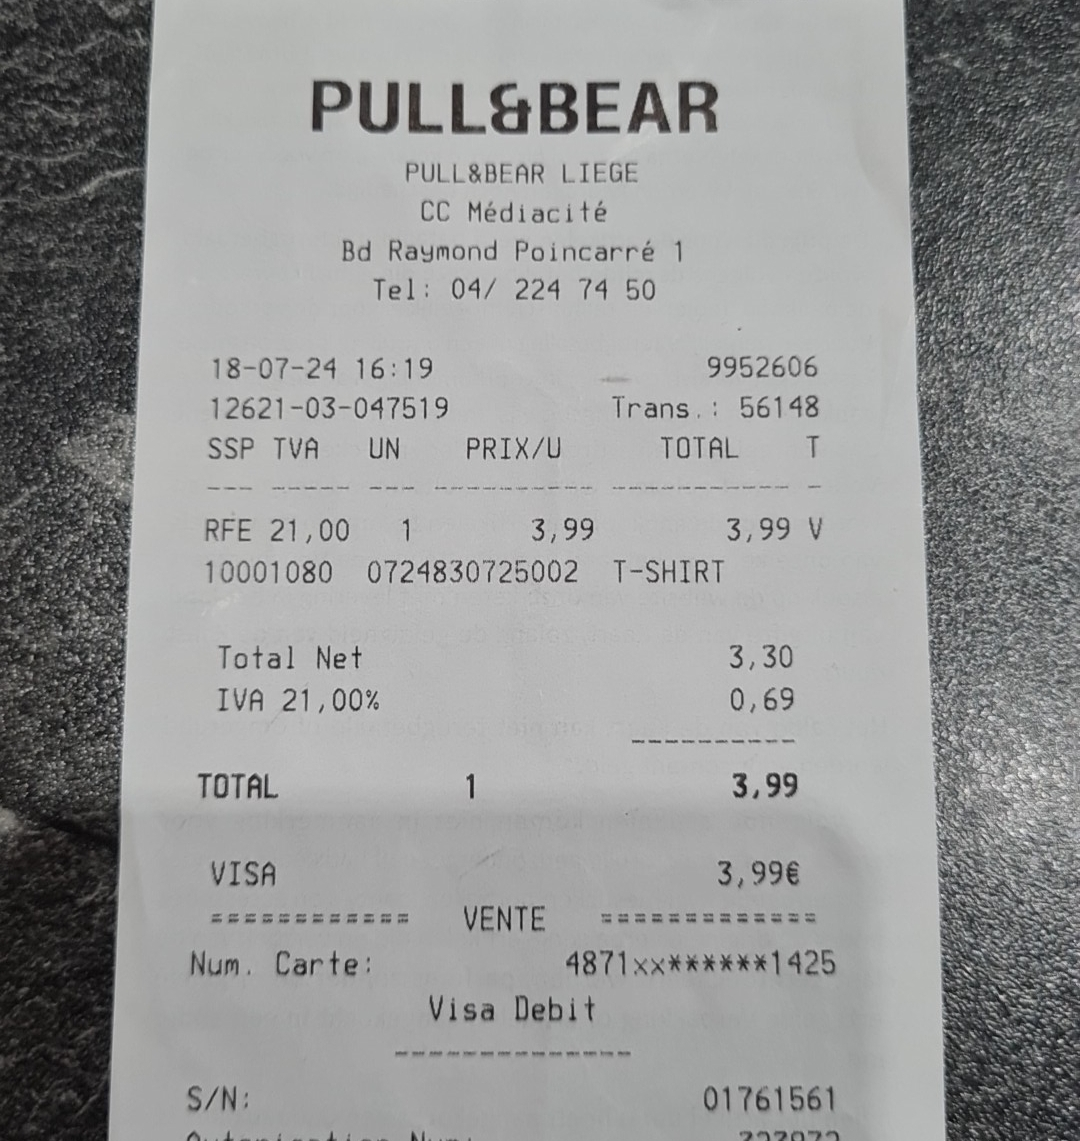 PULL&BEAR
PULL&BEAR LIEGE
CC Médiacité
Bd Raymond Poincarré 1
Tel: 04/ 224 74 50
18-07-24 16:19 9952606
12621-03-047519 Trans.: 56148
SSP TVA UN PRIX/U TOTAL T
--- ----- --- ---------- ----------- -
RFE 21,00 1 3,99 3,99 V
10001080 0724830725002 T-SHIRT
Total Net 3,30
IVA 21,00% 0,69
----------
TOTAL 1 3,99
VISA 3,99€
============ VENTE =============
Num. Carte: 4871xx******1425
Visa Debit
--------------
S/N: 01761561